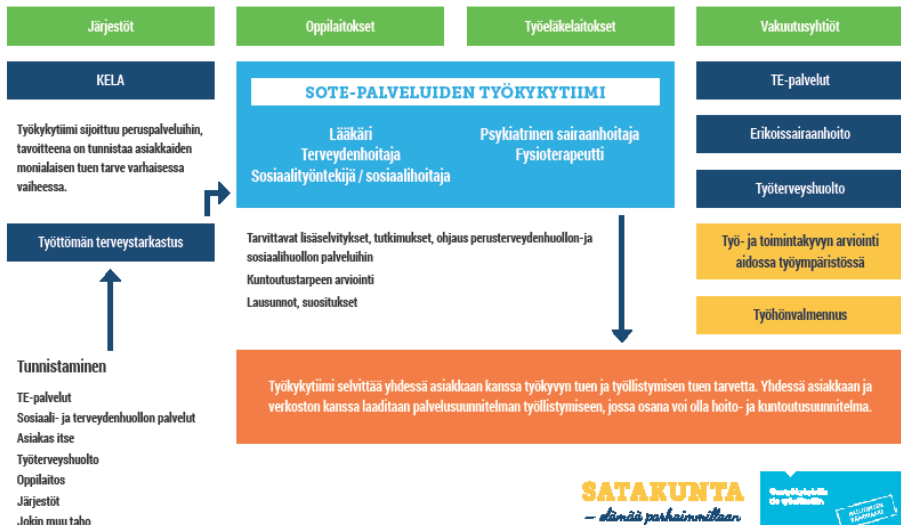 Järjestöt
Oppilaitokset
Työeläkelaitokset
Vakuutusyhtiöt
KELA
Työkykytiimi sijoittuu peruspalveluihin,
tavoitteena on tunnistaa asiakkaiden
monialaisen tuen tarve varhaisessa
vaiheessa.
Työttömän terveystarkastus
Tunnistaminen
TE-palvelut
Sosiaali- ja terveydenhuollon palvelut
Asiakas itse
Työterveyshuolto
Oppilaitos
Järjestöt
Jokin muu taho
SOTE-PALVELUIDEN TYÖKYKYTIIMI
Lääkäri
Terveydenhoitaja
Sosiaalityöntekijä / sosiaalihoitaja
Psykiatrinen sairaanhoitaja
Fysioterapeutti
Tarvittavat lisäselvitykset, tutkimukset, ohjaus perusterveydenhuollon-ja
sosiaalihuollon palveluihin
Kuntoutustarpeen arviointi
Lausunnot, suositukset
TE-palvelut
Erikoissairaanhoito
Työterveyshuolto
Työ- ja toimintakyvyn arviointi
aidossa työympäristössä
Työhönvalmennus
Työkykytiimi selvittää yhdessä asiakkaan kanssa työkyvyn tuen ja työllistymisen tuen tarvetta. Yhdessä asiakkaan ja
verkoston kanssa laaditaan palvelusuunnitelman työllistymiseen, jossa osana voi olla hoito- ja kuntoutusuunnitelma.
SATAKUNTA
– elämää parhaimmillaan